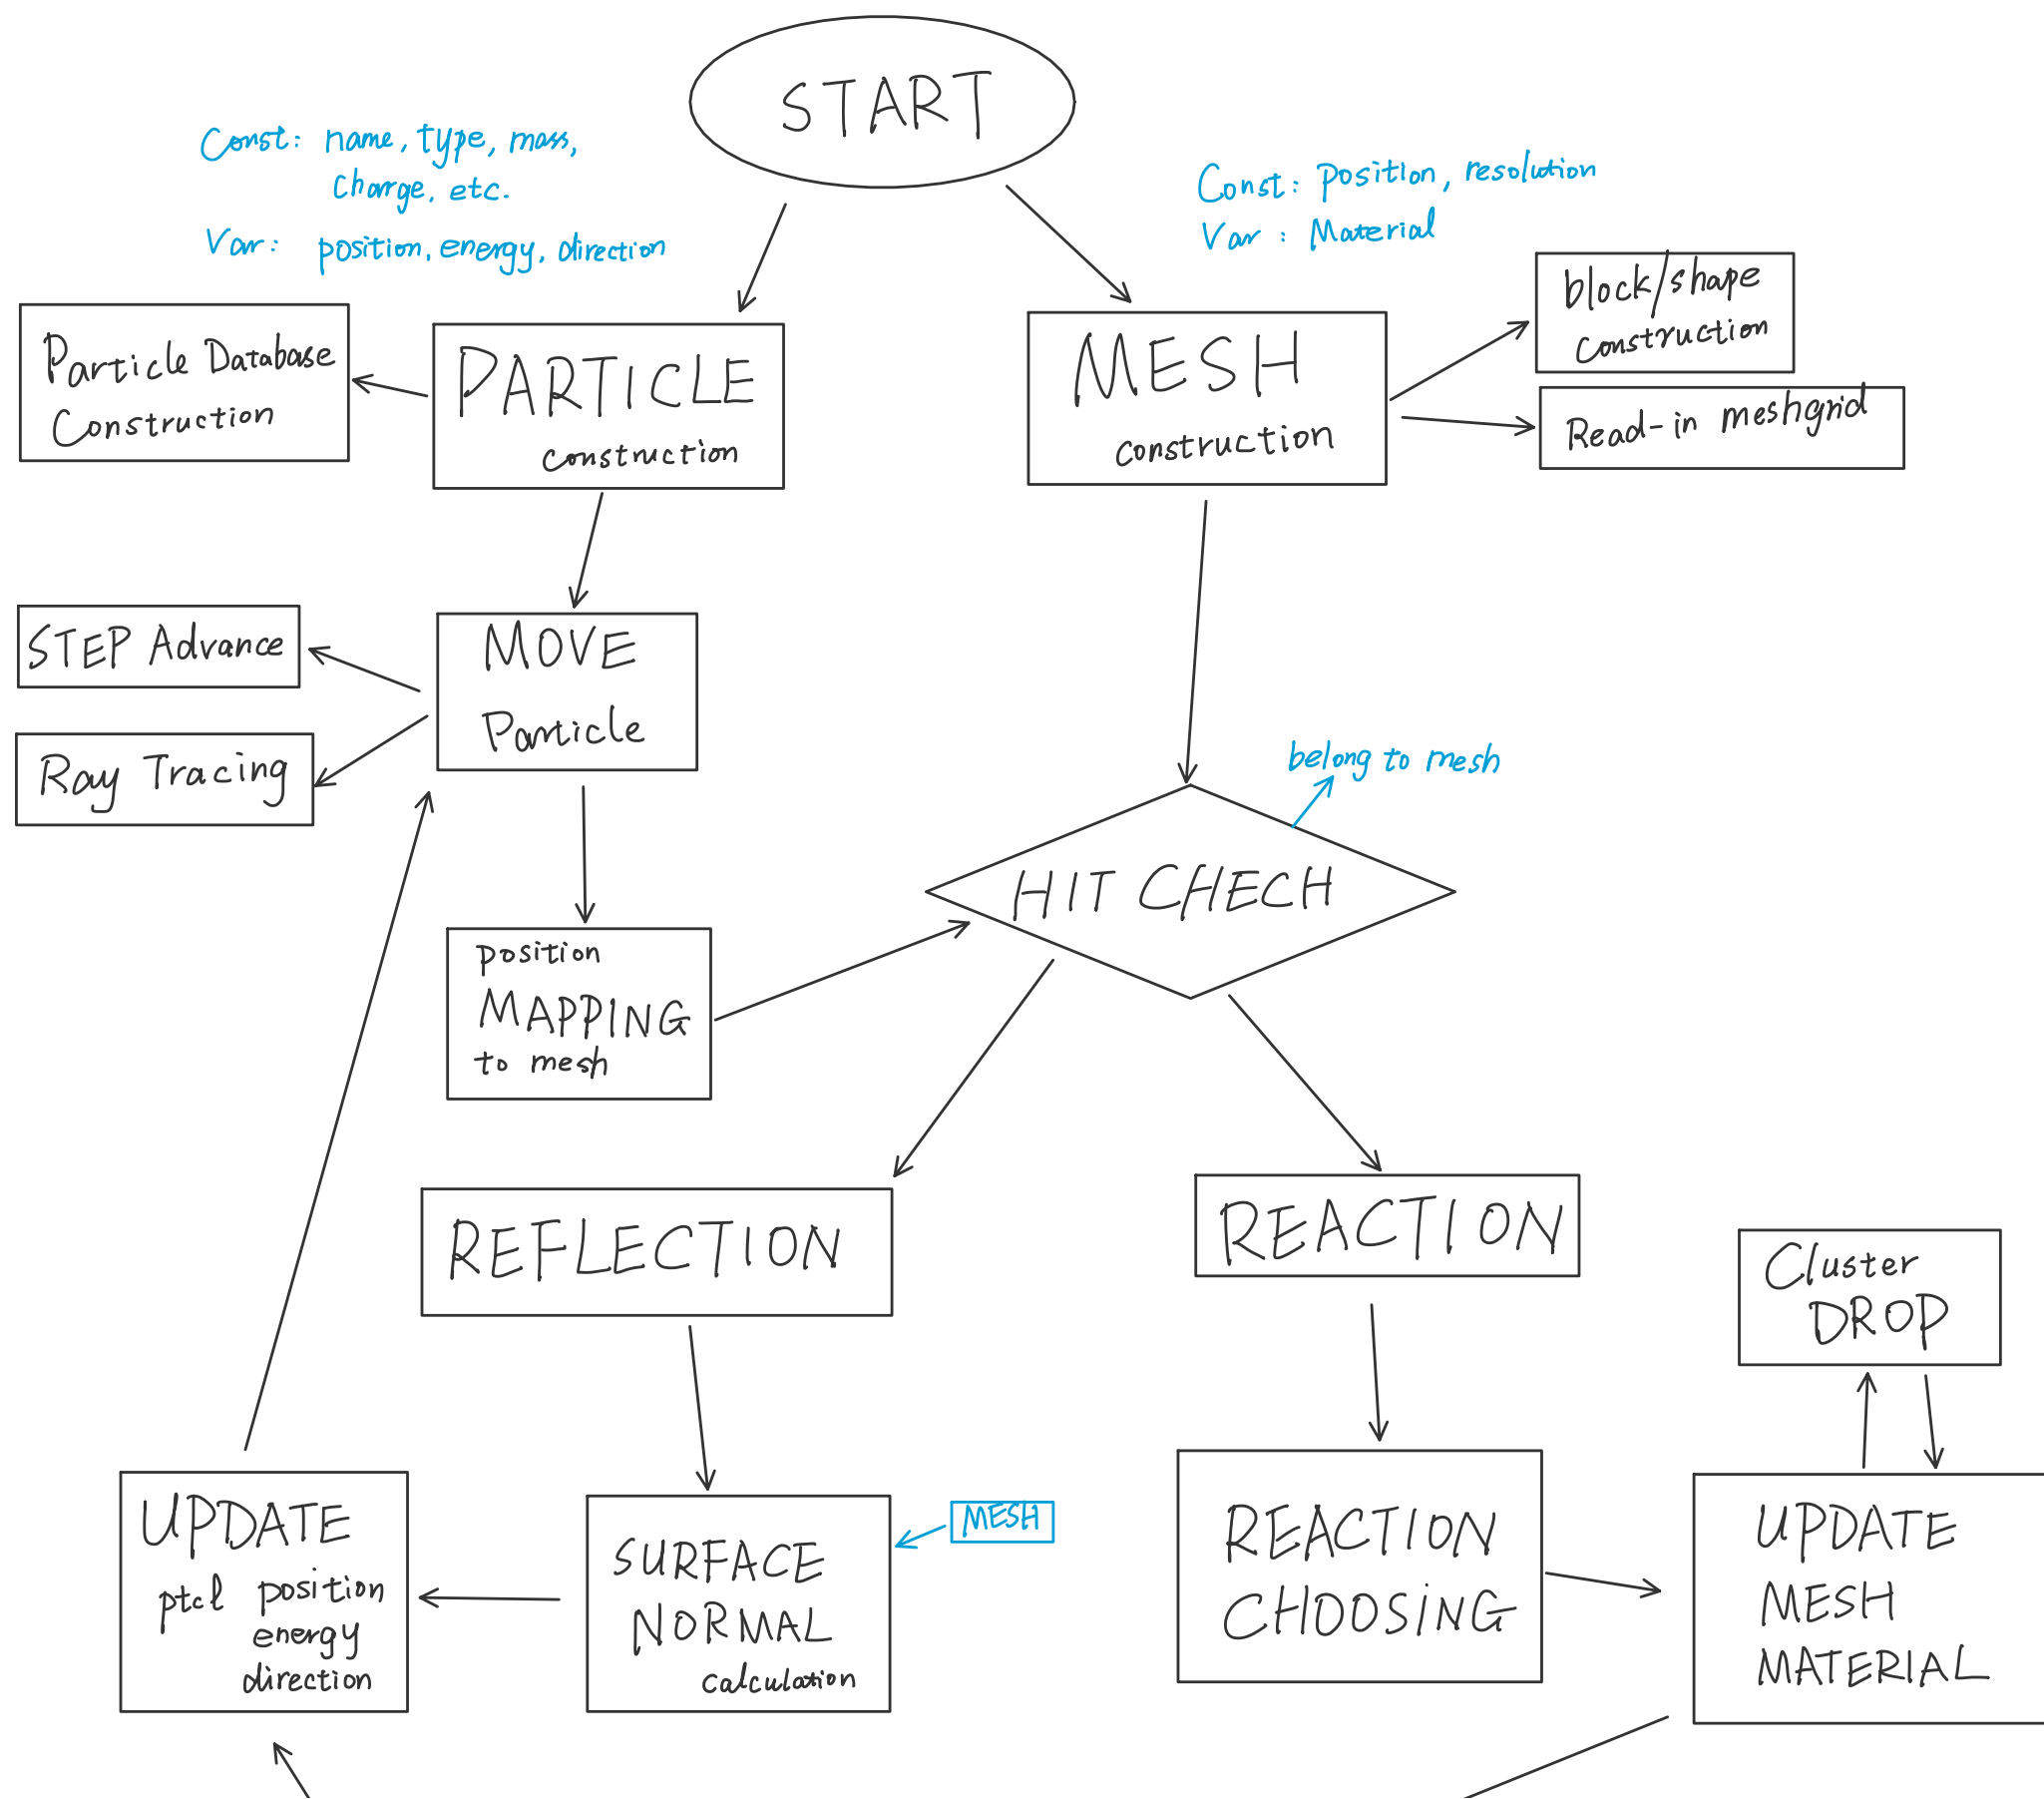 START
Const: name, type, mass,
charge, etc.
Var: position, energy, direction
Const: position, resolution
Var: Material
Particle Database
Construction
PARTICLE
construction
MESH
construction
block/shape
construction
Read-in meshgrid
STEP Advance
Ray Tracing
MOVE
Particle
belong to mesh
HIT CHECH
position
MAPPING
to mesh
REFLECTION
REACTION
Cluster
DROP
UPDATE
ptcl position
energy
direction
SURFACE
NORMAL
calculation
MESH
REACTION
CHOOSING
UPDATE
MESH
MATERIAL